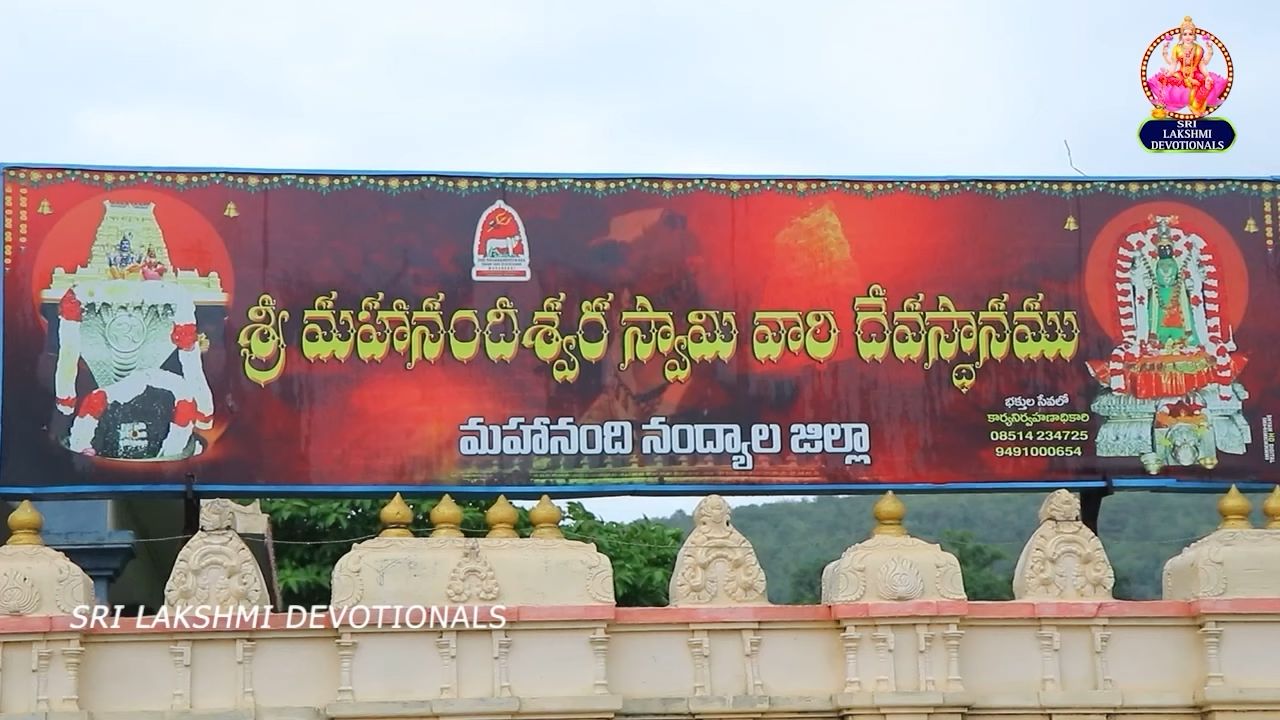 SRI
LAKSHMI
DEVOTIONALS
శ్రీ మహానందీశ్వర స్వామి వారి దేవస్థానము
మహానంది నంద్యాల జిల్లా
భక్తుల సేవలో
కార్యనిర్వహణాధికారి
08514 234725
9491000654
SRI LAKSHMI DEVOTIONALS